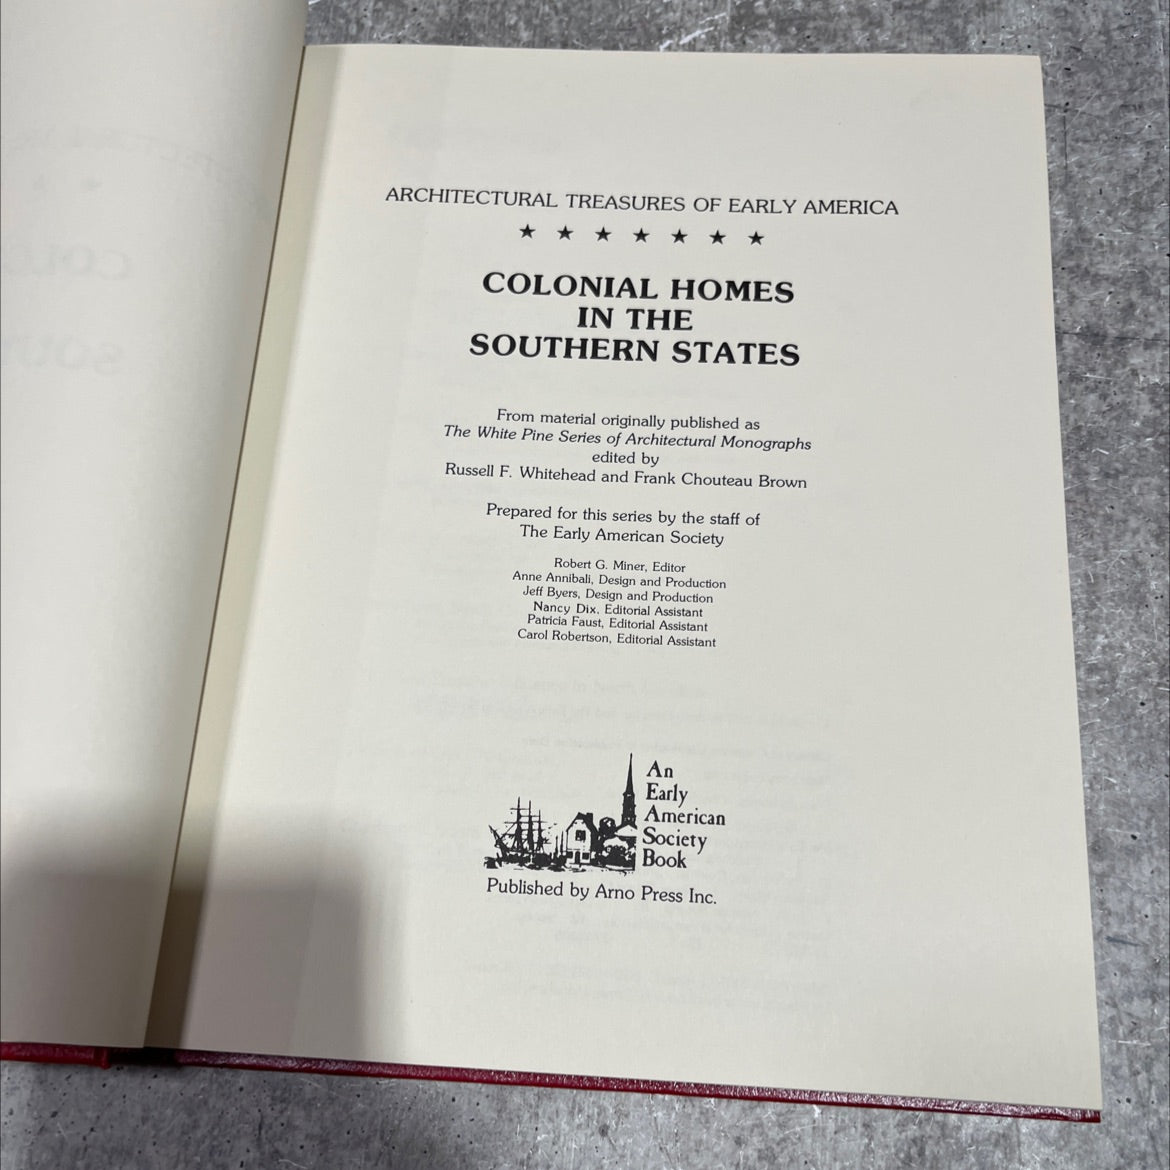 ARCHITECTURAL TREASURES OF EARLY AMERICA
★ ★ ★ ★ ★ ★ ★
COLONIAL HOMES
IN THE
SOUTHERN STATES
From material originally published as
The White Pine Series of Architectural Monographs
edited by
Russell F. Whitehead and Frank Chouteau Brown
Prepared for this series by the staff of
The Early American Society
Robert G. Miner, Editor
Anne Annibali, Design and Production
Jeff Byers, Design and Production
Nancy Dix, Editorial Assistant
Patricia Faust, Editorial Assistant
Carol Robertson, Editorial Assistant
An
Early
American
Society
Book
Published by Arno Press Inc.